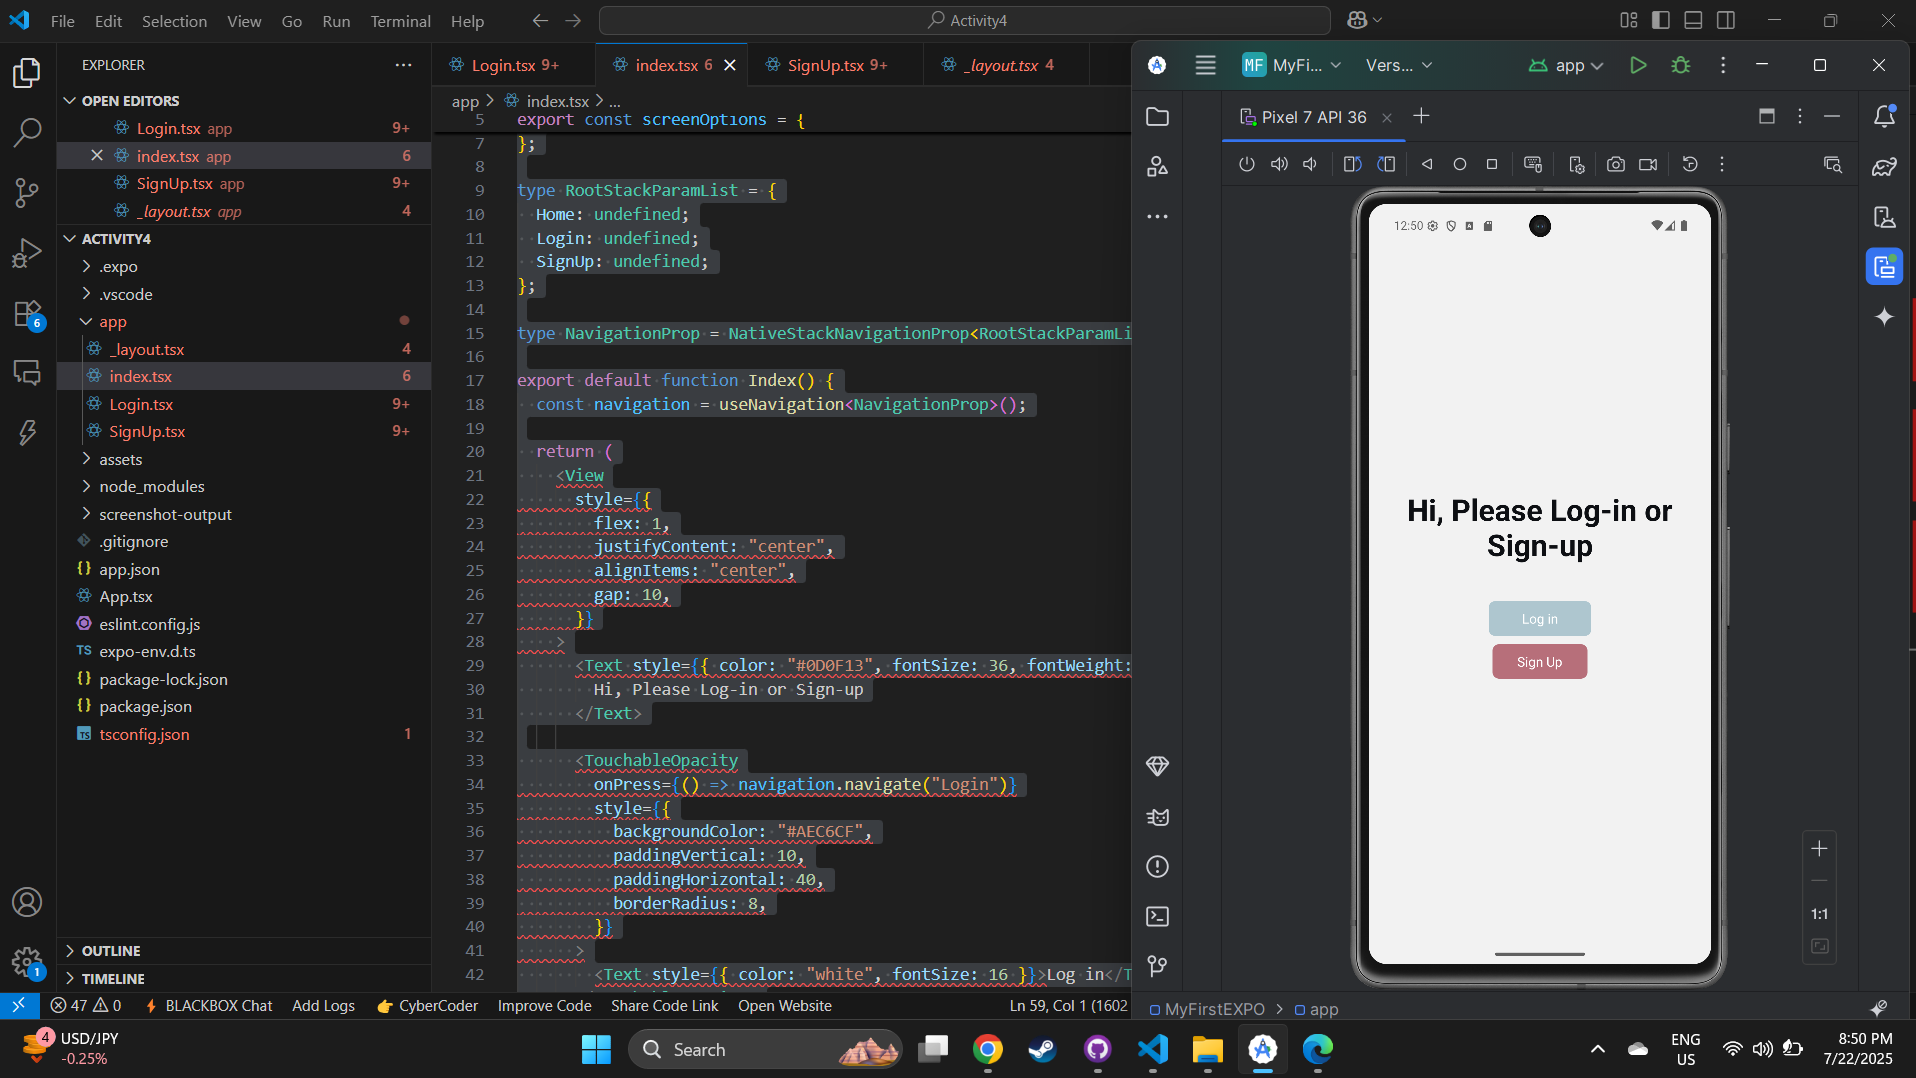 File Edit Selection View Go Run Terminal Help
Activity4
EXPLORER
OPEN EDITORS
Login.tsx app 9+
index.tsx app 6
SignUp.tsx app 9+
_layout.tsx app 4
ACTIVITY4
.expo
.vscode
app
_layout.tsx 4
index.tsx 6
Login.tsx 9+
SignUp.tsx 9+
assets
node_modules
screenshot-output
.gitignore
app.json
App.tsx
eslint.config.js
TS expo-env.d.ts
package-lock.json
package.json
TS tsconfig.json 1
OUTLINE
TIMELINE
6
1
Login.tsx 9+ index.tsx 6 SignUp.tsx 9+ _layout.tsx 4
app > index.tsx > ...
5 export const screenOptions = {
7 };
8
9 type RootStackParamList = {
10 Home: undefined;
11 Login: undefined;
12 SignUp: undefined;
13 };
14
15 type NavigationProp = NativeStackNavigationProp<RootStackParamLi
16
17 export default function Index() {
18 const navigation = useNavigation<NavigationProp>();
19
20 return (
21 <View
22 style={{
23 flex: 1,
24 justifyContent: "center",
25 alignItems: "center",
26 gap: 10,
27 }}
28 >
29 <Text style={{ color: "#0D0F13", fontSize: 36, fontWeight:
30 Hi, Please Log-in or Sign-up
31 </Text>
32
33 <TouchableOpacity
34 onPress={() => navigation.navigate("Login")}
35 style={{
36 backgroundColor: "#AEC6CF",
37 paddingVertical: 10,
38 paddingHorizontal: 40,
39 borderRadius: 8,
40 }}
41 >
42 <Text style={{ color: "white", fontSize: 16 }}>Log in</T
47 0 BLACKBOX Chat Add Logs CyberCoder Improve Code Share Code Link Open Website Ln 59, Col 1 (1602
MF MyFi... Vers... app
Pixel 7 API 36
12:50
Hi, Please Log-in or
Sign-up
Log in
Sign Up
1:1
MyFirstEXPO > app
4 USD/JPY
-0.25%
Search
ENG
US
8:50 PM
7/22/2025